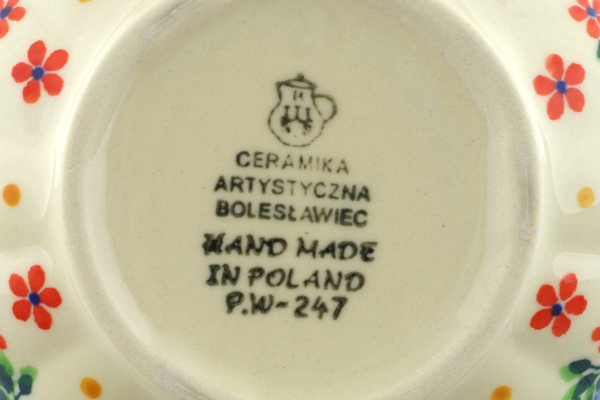 CERAMIKA
ARTYSTYCZNA
BOLESŁAWIEC
HAND MADE
IN POLAND
P.W-247